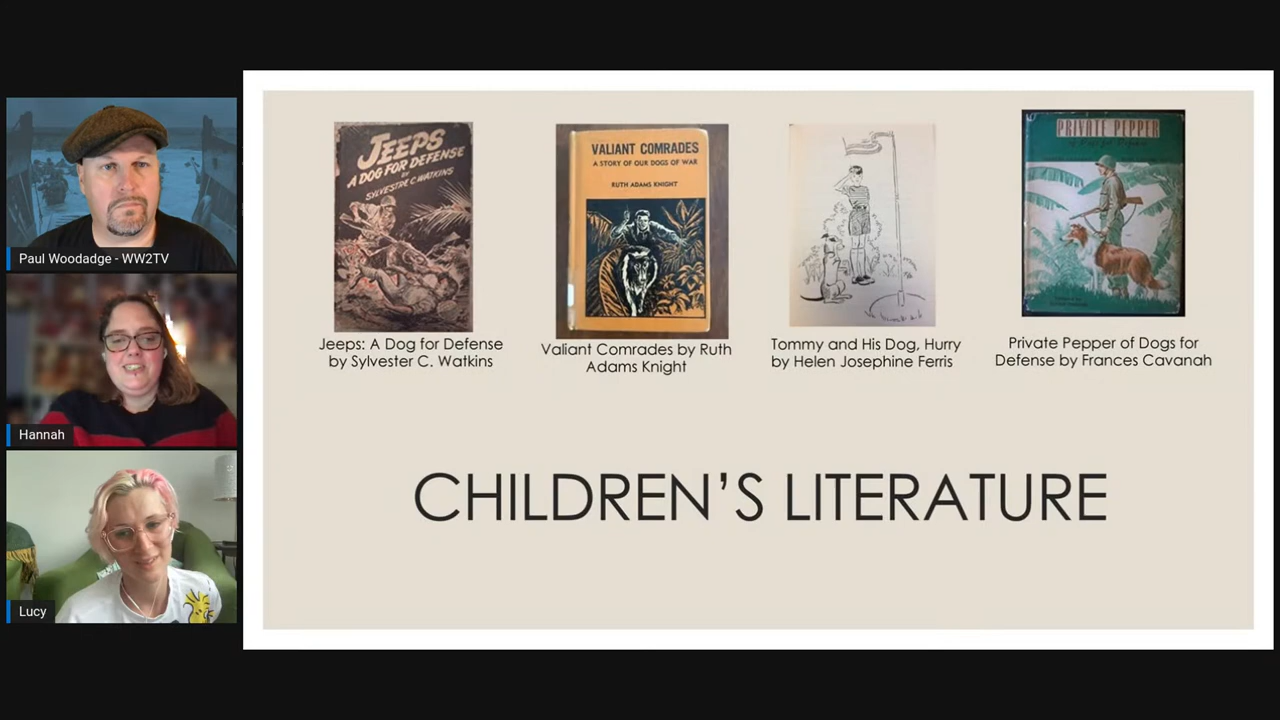 Paul Woodadge - WW2TV
Hannah
Lucy
JEEPS
A DOG FOR DEFENSE
BY
SYLVESTER C. WATKINS
VALIANT COMRADES
A STORY OF OUR DOGS OF WAR
RUTH ADAMS KNIGHT
PRIVATE PEPPER
Jeeps: A Dog for Defense
by Sylvester C. Watkins
Valiant Comrades by Ruth
Adams Knight
Tommy and His Dog, Hurry
by Helen Josephine Ferris
Private Pepper of Dogs for
Defense by Frances Cavanah
CHILDREN'S LITERATURE